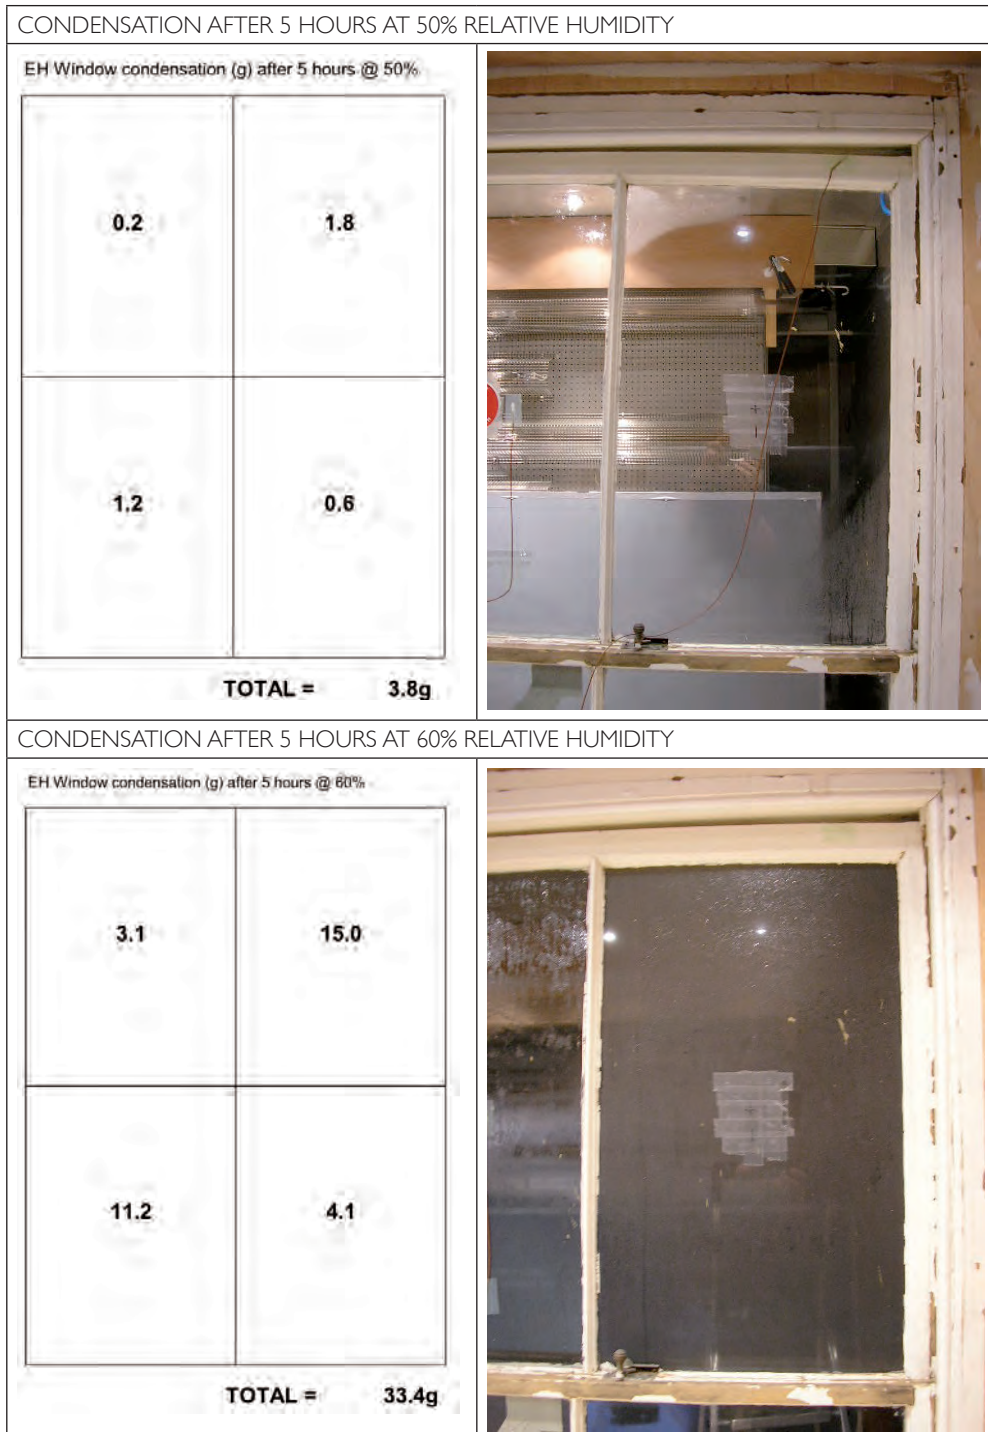 CONDENSATION AFTER 5 HOURS AT 50% RELATIVE HUMIDITY
EH Window condensation (g) after 5 hours @ 50%
0.2 1.8
1.2 0.6
TOTAL = 3.8g
CONDENSATION AFTER 5 HOURS AT 60% RELATIVE HUMIDITY
EH Window condensation (g) after 5 hours @ 60%
3.1 15.0
11.2 4.1
TOTAL = 33.4g